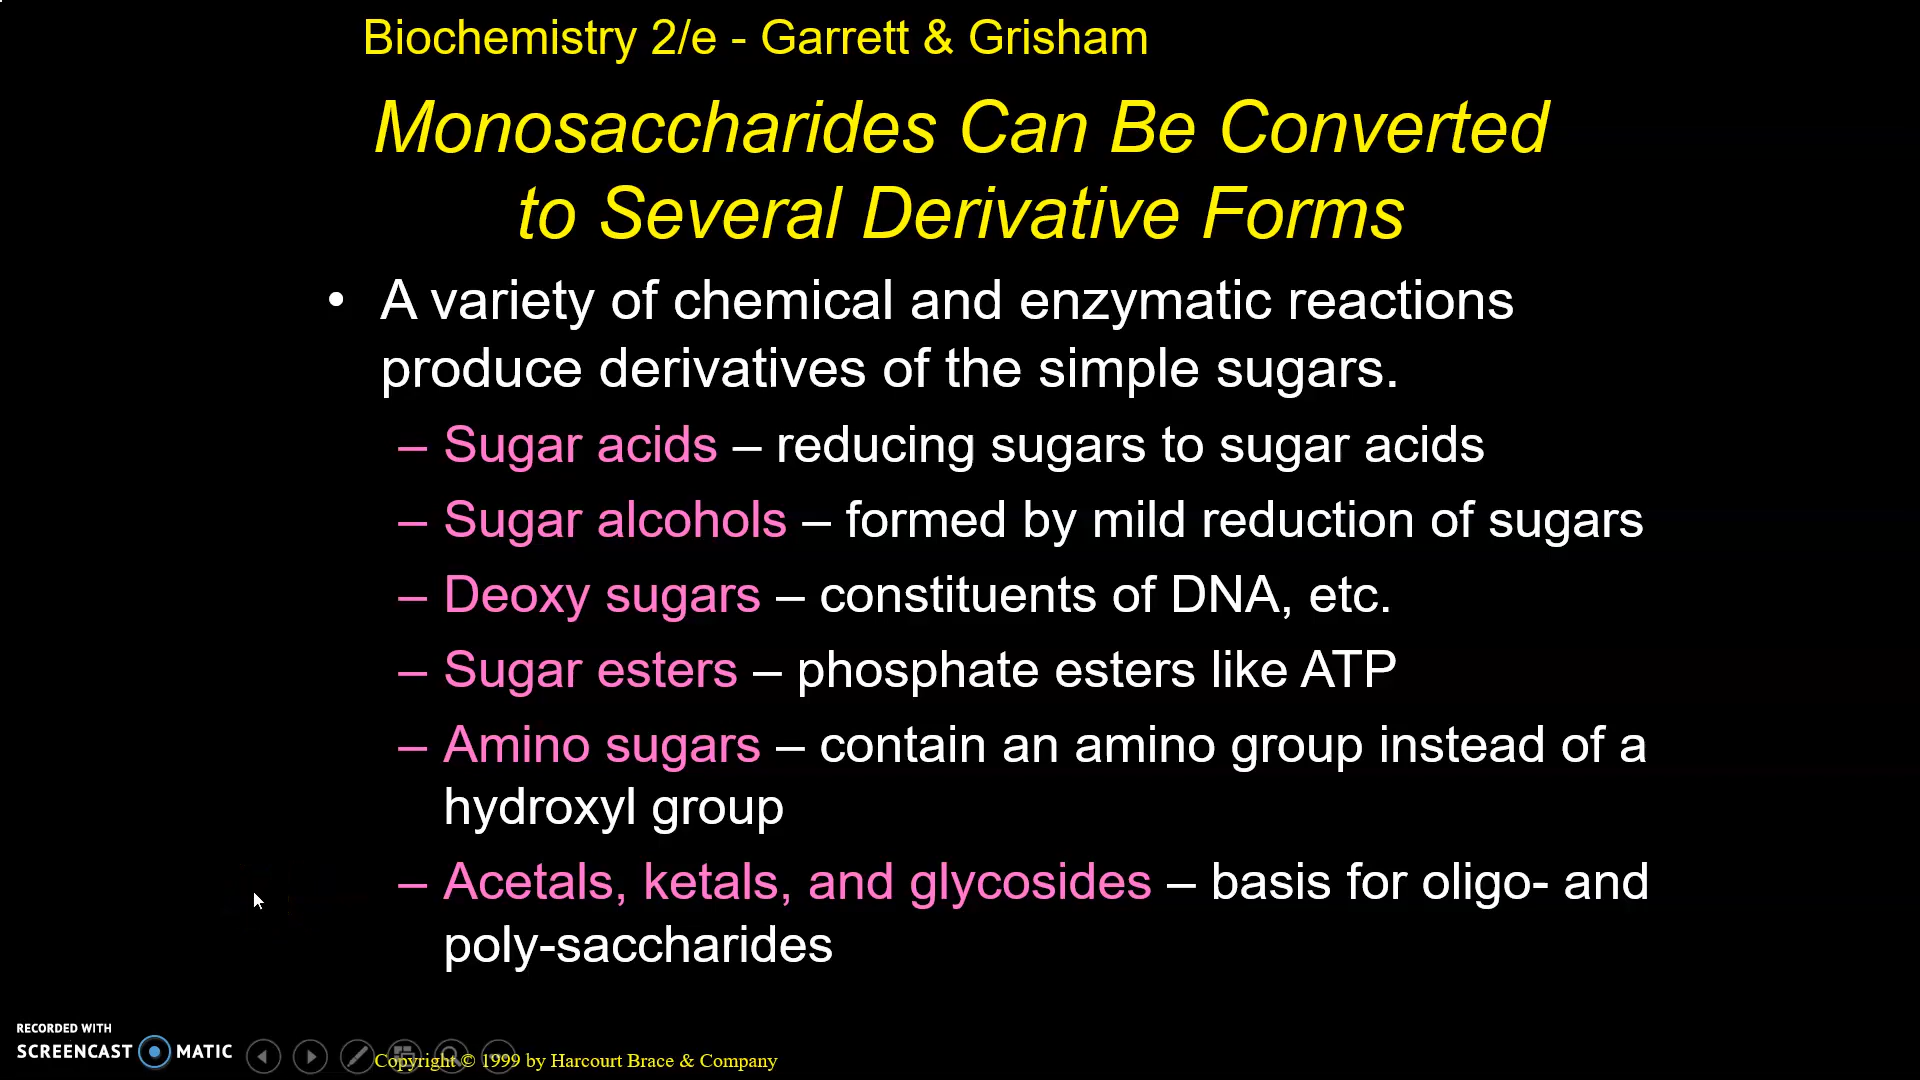 Biochemistry 2/e - Garrett & Grisham
Monosaccharides Can Be Converted
to Several Derivative Forms
• A variety of chemical and enzymatic reactions
produce derivatives of the simple sugars.
– Sugar acids – reducing sugars to sugar acids
– Sugar alcohols – formed by mild reduction of sugars
– Deoxy sugars – constituents of DNA, etc.
– Sugar esters – phosphate esters like ATP
– Amino sugars – contain an amino group instead of a
hydroxyl group
– Acetals, ketals, and glycosides – basis for oligo- and
poly-saccharides
RECORDED WITH
SCREENCAST MATIC
Copyright © 1999 by Harcourt Brace & Company